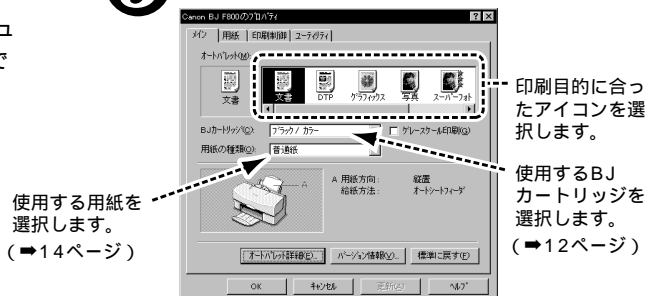 ュ
で
Canon BJ F800のプロパティ
メイン 用紙 印刷制御 ユーティリティ
オートパレット(M):
文書
文書 DTP グラフィックス 写真 スーパーフォト
BJカートリッジ(C): ブラック / カラー
グレースケール印刷(G)
用紙の種類(O): 普通紙
A
A 用紙方向: 縦置
給紙方法: オートシートフィーダ
オートパレット詳細(E)... バージョン情報(V)... 標準に戻す(F)
OK キャンセル 更新(A) ヘルプ
印刷目的に合っ
たアイコンを選
択します。
使用するBJ
カートリッジを
選択します。
(➡12ページ)
使用する用紙を
選択します。
(➡14ページ)